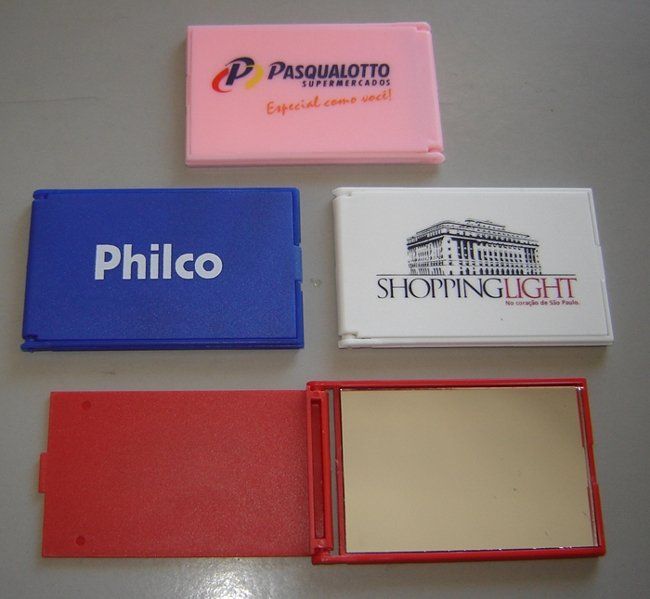 P PASQUALOTTO
SUPERMERCADOS
Especial como você!
Philco
SHOPPINGLIGHT
No coração de São Paulo.